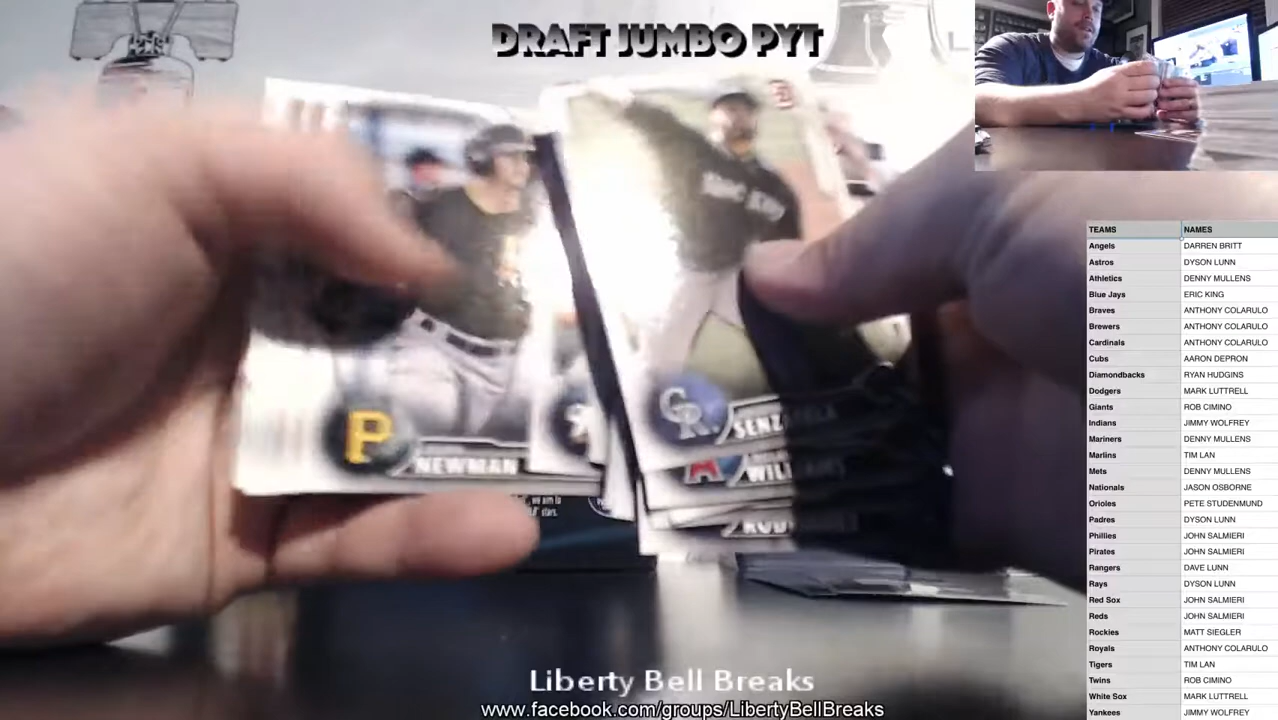 DRAFT JUMBO PYT
TEAMS NAMES
Angels DARREN BRITT
Astros DYSON LUNN
Athletics DENNY MULLENS
Blue Jays ERIC KING
Braves ANTHONY COLARULO
Brewers ANTHONY COLARULO
Cardinals ANTHONY COLARULO
Cubs AARON DEPRON
Diamondbacks RYAN HUDGINS
Dodgers MARK LUTTRELL
Giants ROB CIMINO
Indians JIMMY WOLFREY
Mariners DENNY MULLENS
Marlins TIM LAN
Mets DENNY MULLENS
Nationals JASON OSBORNE
Orioles PETE STUDENMUND
Padres DYSON LUNN
Phillies JOHN SALMIERI
Pirates JOHN SALMIERI
Rangers DAVE LUNN
Rays DYSON LUNN
Red Sox JOHN SALMIERI
Reds JOHN SALMIERI
Rockies MATT SIEGLER
Royals ANTHONY COLARULO
Tigers TIM LAN
Twins ROB CIMINO
White Sox MARK LUTTRELL
Yankees JIMMY WOLFREY
P
NEWMAN
CR
A
stars.
Liberty Bell Breaks
www.facebook.com/groups/LibertyBellBreaks